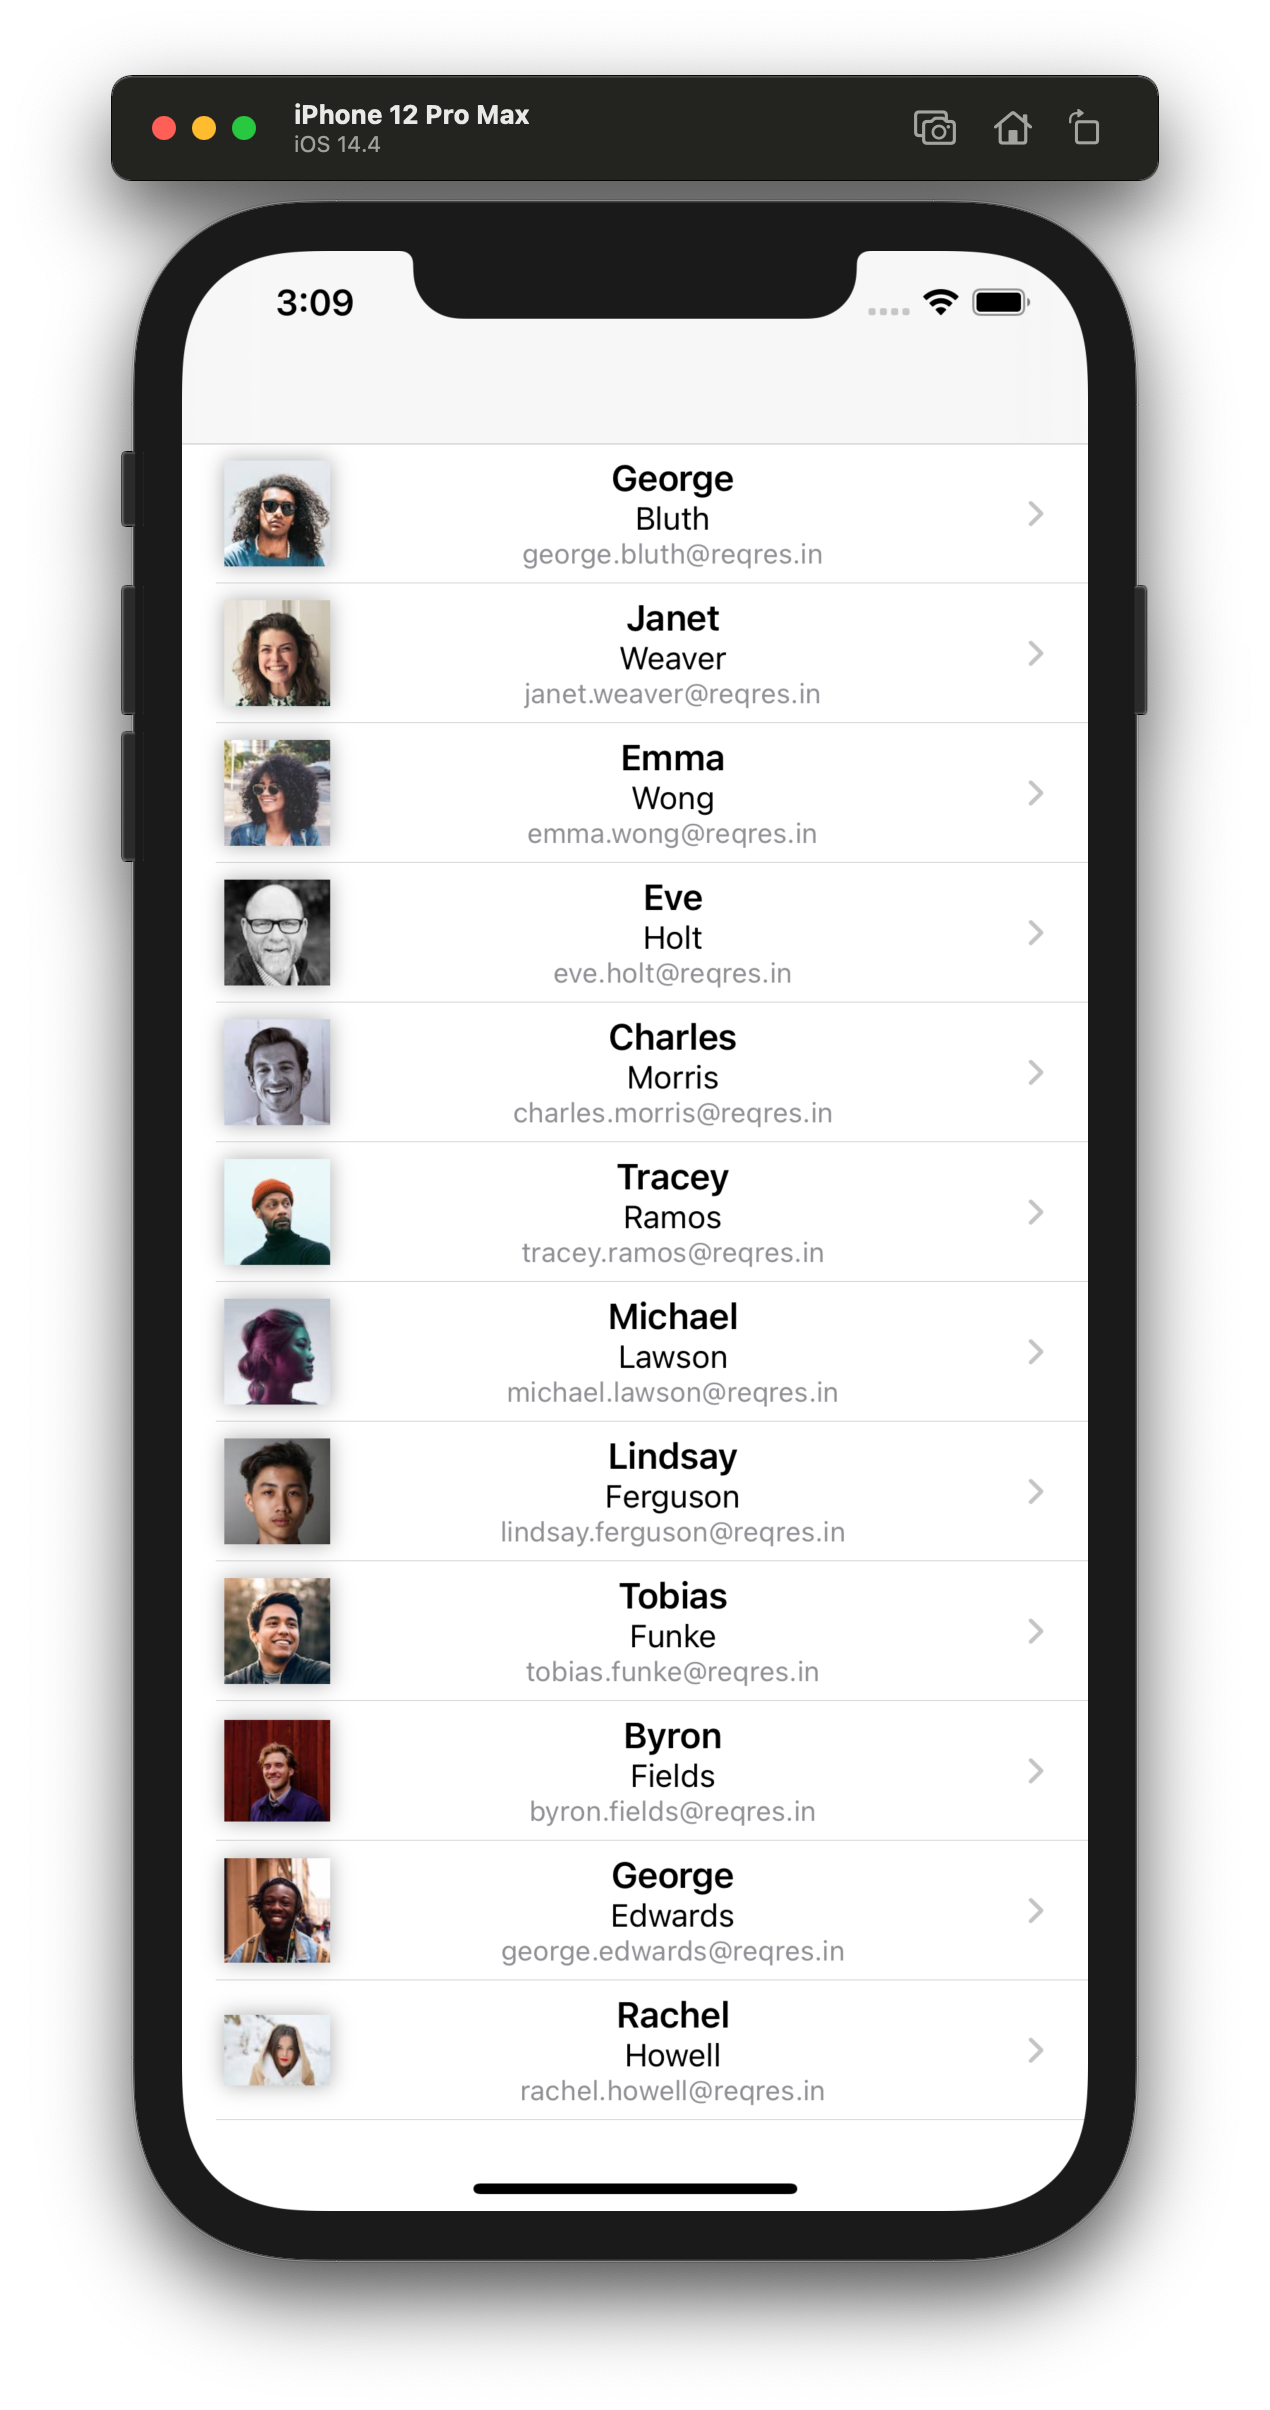 iPhone 12 Pro Max
iOS 14.4
3:09
George
Bluth
george.bluth@reqres.in
Janet
Weaver
janet.weaver@reqres.in
Emma
Wong
emma.wong@reqres.in
Eve
Holt
eve.holt@reqres.in
Charles
Morris
charles.morris@reqres.in
Tracey
Ramos
tracey.ramos@reqres.in
Michael
Lawson
michael.lawson@reqres.in
Lindsay
Ferguson
lindsay.ferguson@reqres.in
Tobias
Funke
tobias.funke@reqres.in
Byron
Fields
byron.fields@reqres.in
George
Edwards
george.edwards@reqres.in
Rachel
Howell
rachel.howell@reqres.in